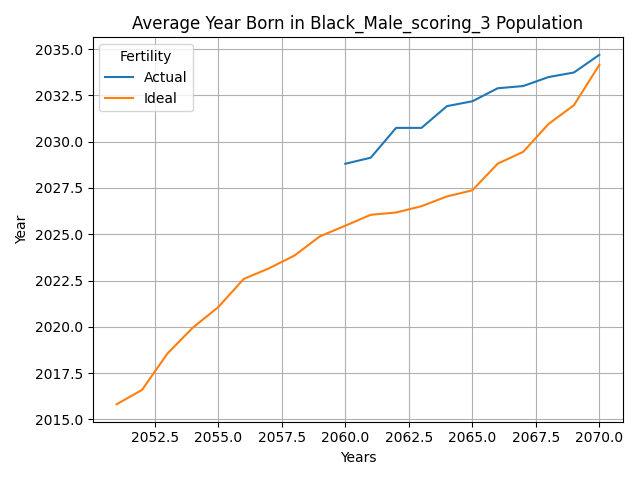 Average Year Born in Black_Male_scoring_3 Population
Fertility
Actual
Ideal
2035.0
2032.5
2030.0
2027.5
2025.0
2022.5
2020.0
2017.5
2015.0
Year
2052.5 2055.0 2057.5 2060.0 2062.5 2065.0 2067.5 2070.0
Years